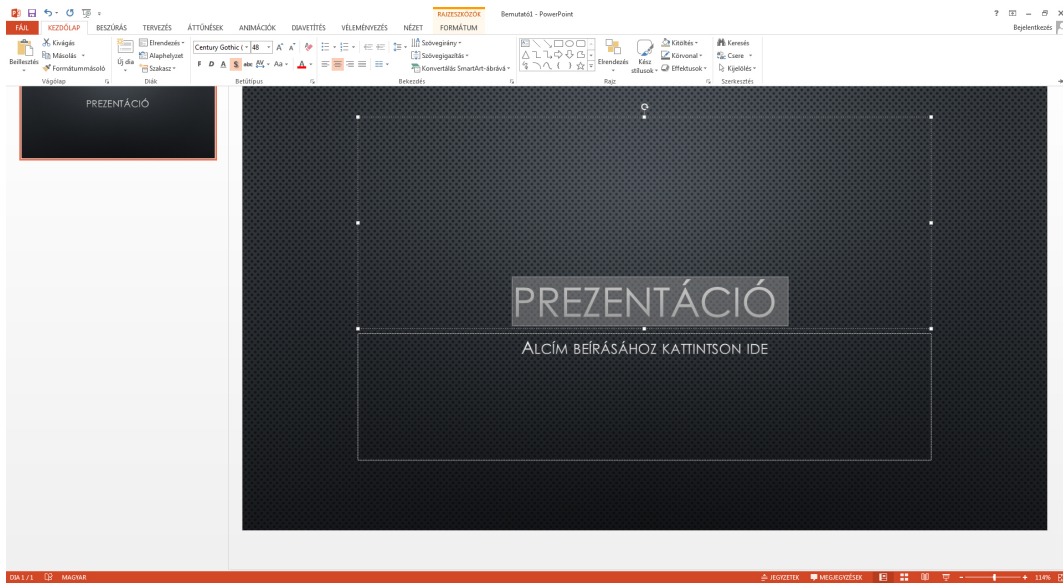 Bemutató1 - PowerPoint
RAJZESZKÖZÖK
FÁJL KEZDŐLAP BESZÚRÁS TERVEZÉS ÁTTŰNÉSEK ANIMÁCIÓK DIAVETÍTÉS VÉLEMÉNYEZÉS NÉZET FORMÁTUM
Bejelentkezés
Beillesztés
Kivágás
Másolás
Formátummásoló
Vágólap
Új dia
Elrendezés
Alaphelyzet
Szakasz
Diák
Century Gothic ( 48
F D A S abc AV Aa A
Betűtípus
Szövegirány
Szövegigazítás
Konvertálás SmartArt-ábrává
Bekezdés
Elrendezés
Kész stílusok
Kitöltés
Körvonal
Effektusok
Rajz
Keresés
Csere
Kijelölés
Szerkesztés
PREZENTÁCIÓ
PREZENTÁCIÓ
ALCÍM BEÍRÁSÁHOZ KATTINTSON IDE
DIA 1 / 1 MAGYAR
JEGYZETEK MEGJEGYZÉSEK 114%